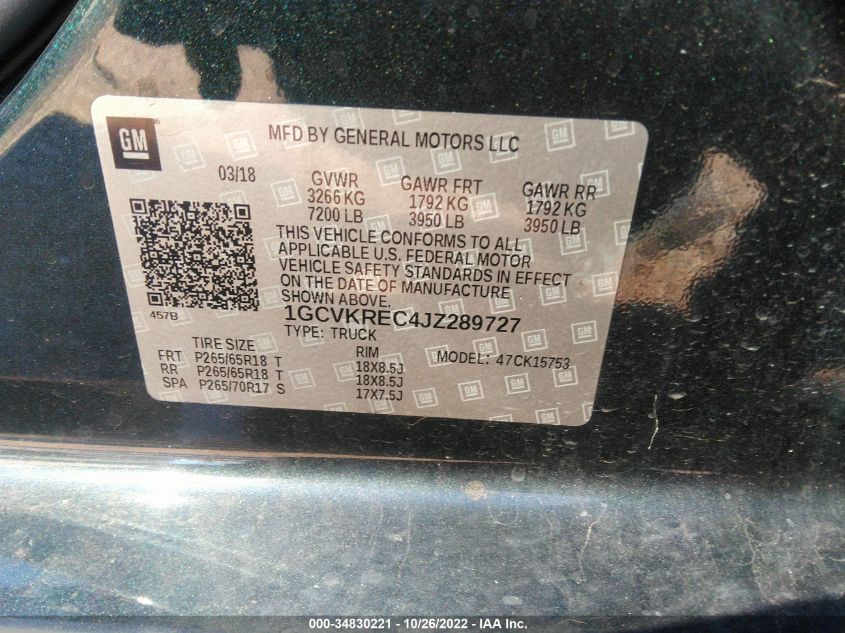 GM
MFD BY GENERAL MOTORS LLC
03/18
GVWR GAWR FRT GAWR RR
3266 KG 1792 KG 1792 KG
7200 LB 3950 LB 3950 LB
THIS VEHICLE CONFORMS TO ALL
APPLICABLE U.S. FEDERAL MOTOR
VEHICLE SAFETY STANDARDS IN EFFECT
ON THE DATE OF MANUFACTURE
SHOWN ABOVE.
457B
1GCVKREC4JZ289727
TYPE: TRUCK
TIRE SIZE RIM MODEL: 47CK15753
FRT P265/65R18 T 18X8.5J
RR P265/65R18 T 18X8.5J
SPA P265/70R17 S 17X7.5J
000-34830221 - 10/26/2022 - IAA Inc.